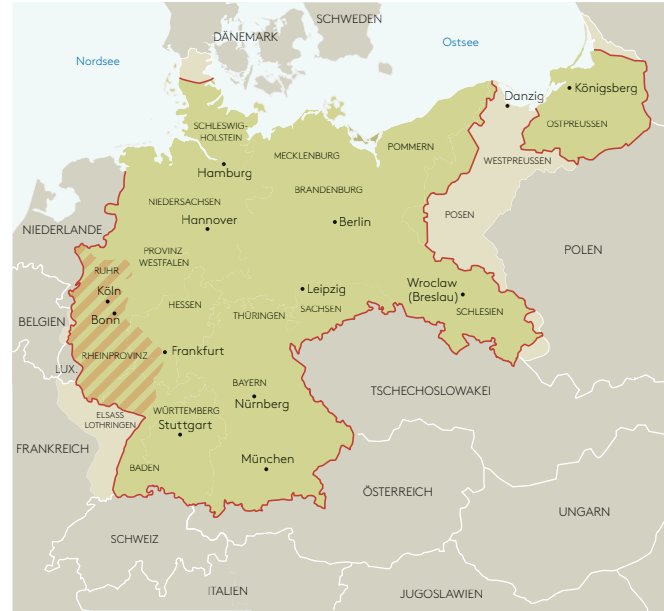 SCHWEDEN
DÄNEMARK
Ostsee
Nordsee
Königsberg
Danzig
OSTPREUSSEN
SCHLESWIG-
HOLSTEIN
POMMERN
MECKLENBURG
WESTPREUSSEN
Hamburg
BRANDENBURG
NIEDERSACHSEN
POSEN
Hannover
Berlin
NIEDERLANDE
PROVINZ
WESTFALEN
POLEN
RUHR
Köln
Leipzig
Wroclaw
(Breslau)
HESSEN
SACHSEN
SCHLESIEN
THÜRINGEN
Bonn
BELGIEN
RHEINPROVINZ
Frankfurt
LUX.
BAYERN
TSCHECHOSLOWAKEI
Nürnberg
WÜRTTEMBERG
ELSASS
LOTHRINGEN
Stuttgart
FRANKREICH
München
BADEN
ÖSTERREICH
UNGARN
SCHWEIZ
ITALIEN
JUGOSLAWIEN